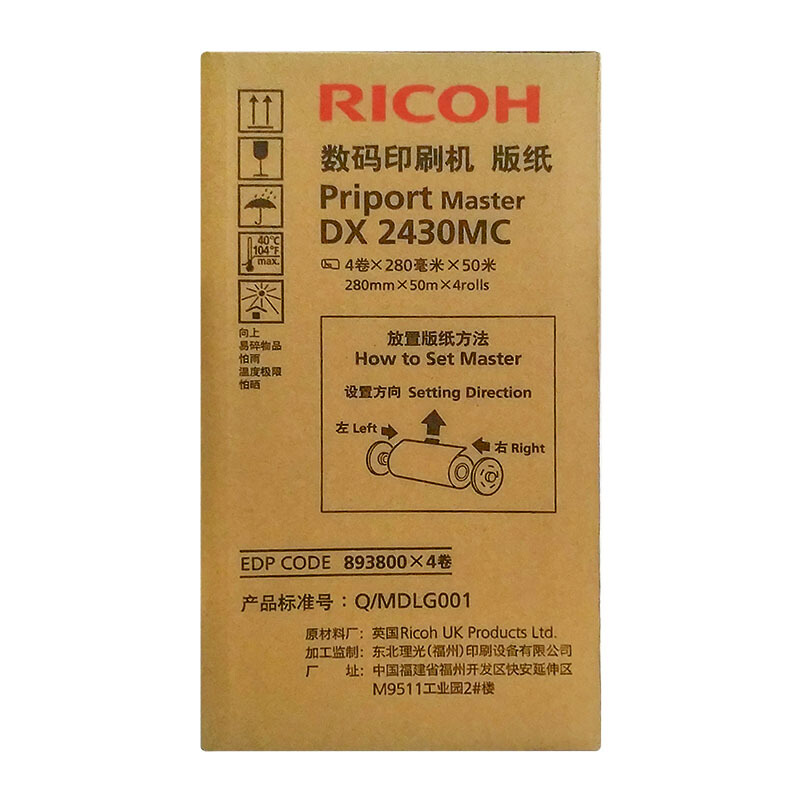 RICOH
数码印刷机 版纸
Priport Master
DX 2430MC
4卷×280毫米×50米
280mm×50m×4rolls
40℃
104°F
max.
向上
易碎物品
怕雨
温度极限
怕晒
放置版纸方法
How to Set Master
设置方向 Setting Direction
左 Left
右 Right
EDP CODE 893800×4卷
产品标准号：Q/MDLG001
原材料厂：英国Ricoh UK Products Ltd.
加工监制：东北理光(福州)印刷设备有限公司
厂 址：中国福建省福州开发区快安延伸区
M9511工业园2#楼